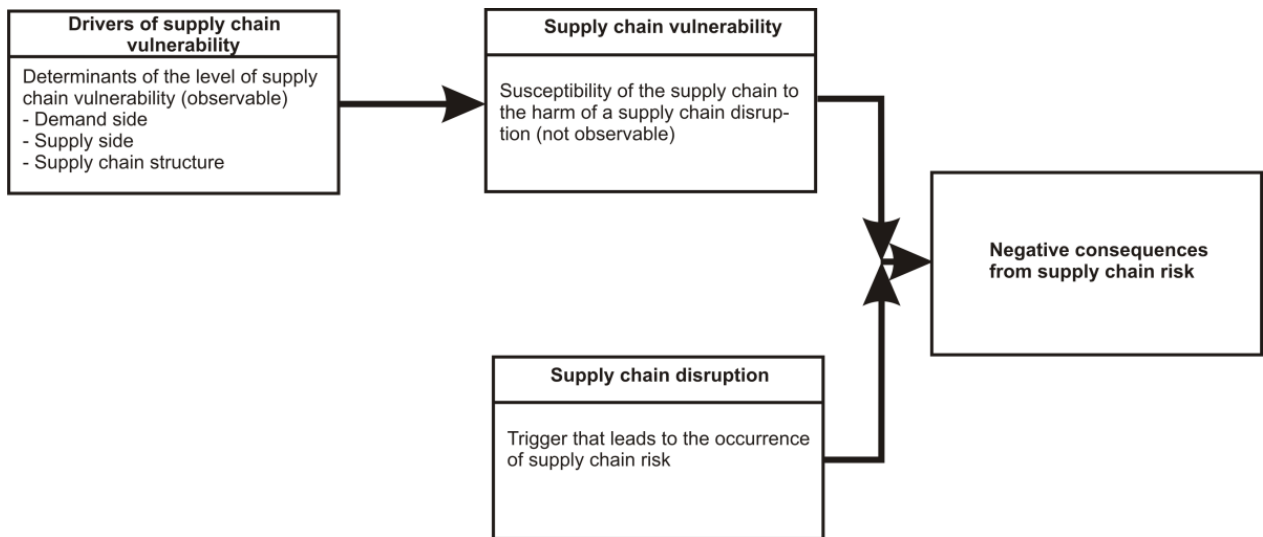 Drivers of supply chain
vulnerability
Determinants of the level of supply
chain vulnerability (observable)
- Demand side
- Supply side
- Supply chain structure
Supply chain vulnerability
Susceptibility of the supply chain to
the harm of a supply chain disrup-
tion (not observable)
Negative consequences
from supply chain risk
Supply chain disruption
Trigger that leads to the occurrence
of supply chain risk